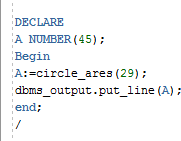 DECLARE
A NUMBER(45);
Begin
A:=circle_ares(29);
dbms_output.put_line(A);
end;
/